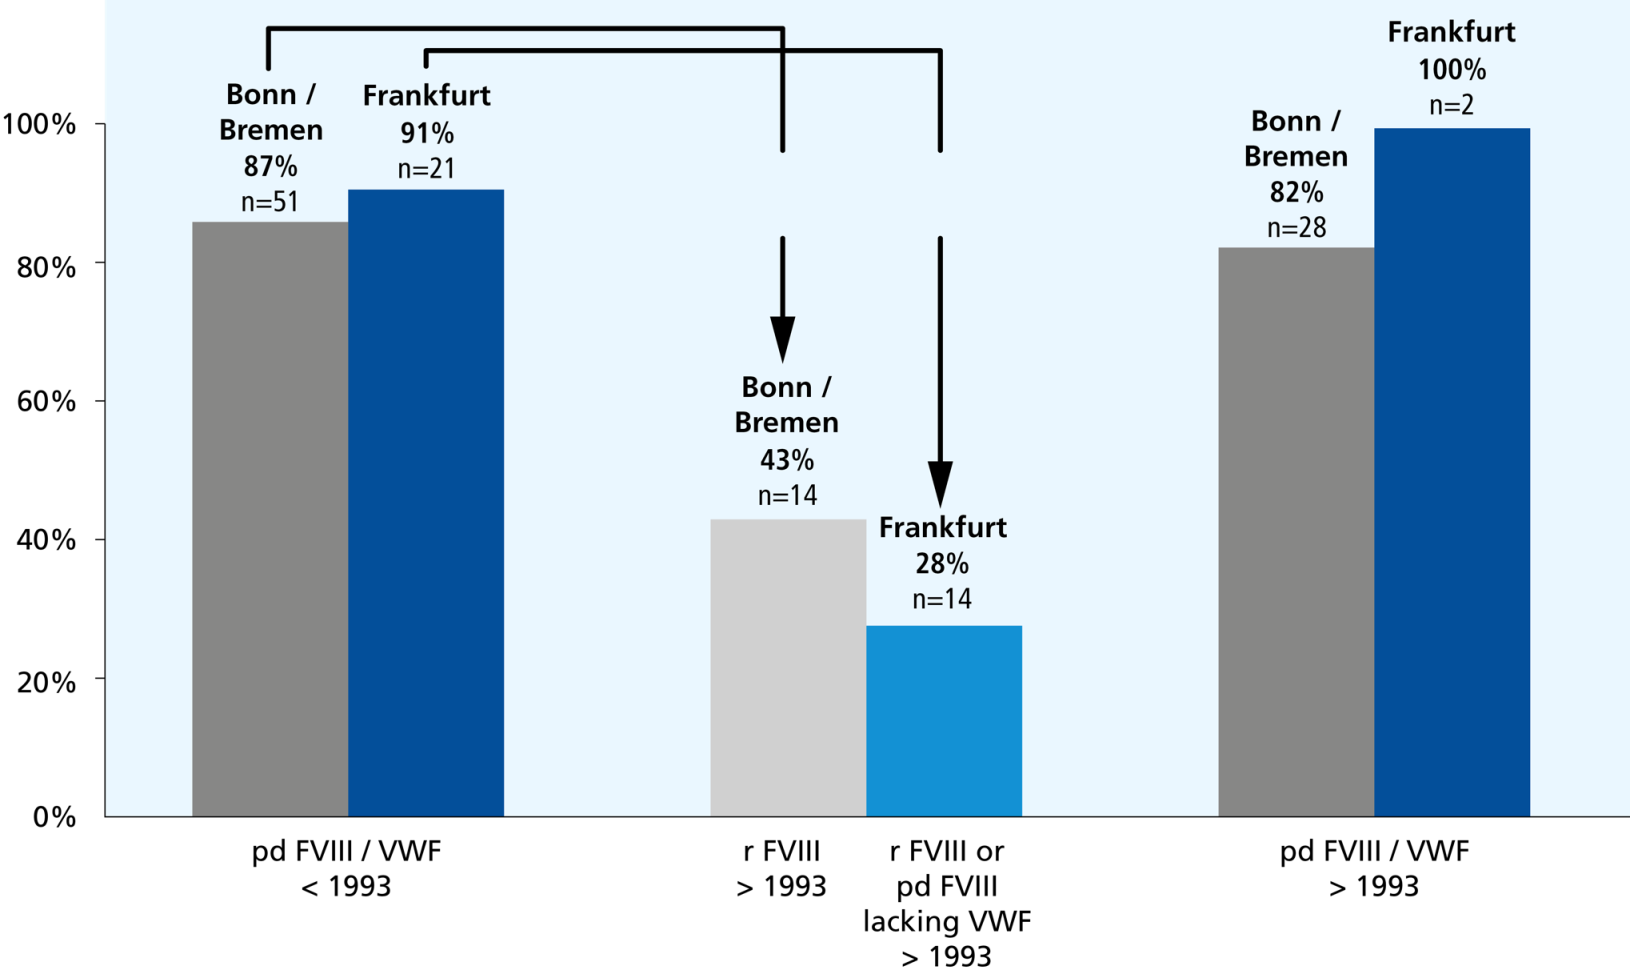 Frankfurt
100%
n=2
Bonn /
Bremen
87%
n=51
Frankfurt
91%
n=21
Bonn /
Bremen
82%
n=28
Bonn /
Bremen
43%
n=14
Frankfurt
28%
n=14
100%
80%
60%
40%
20%
0%
pd FVIII / VWF
< 1993
r FVIII
> 1993
r FVIII or
pd FVIII
lacking VWF
> 1993
pd FVIII / VWF
> 1993